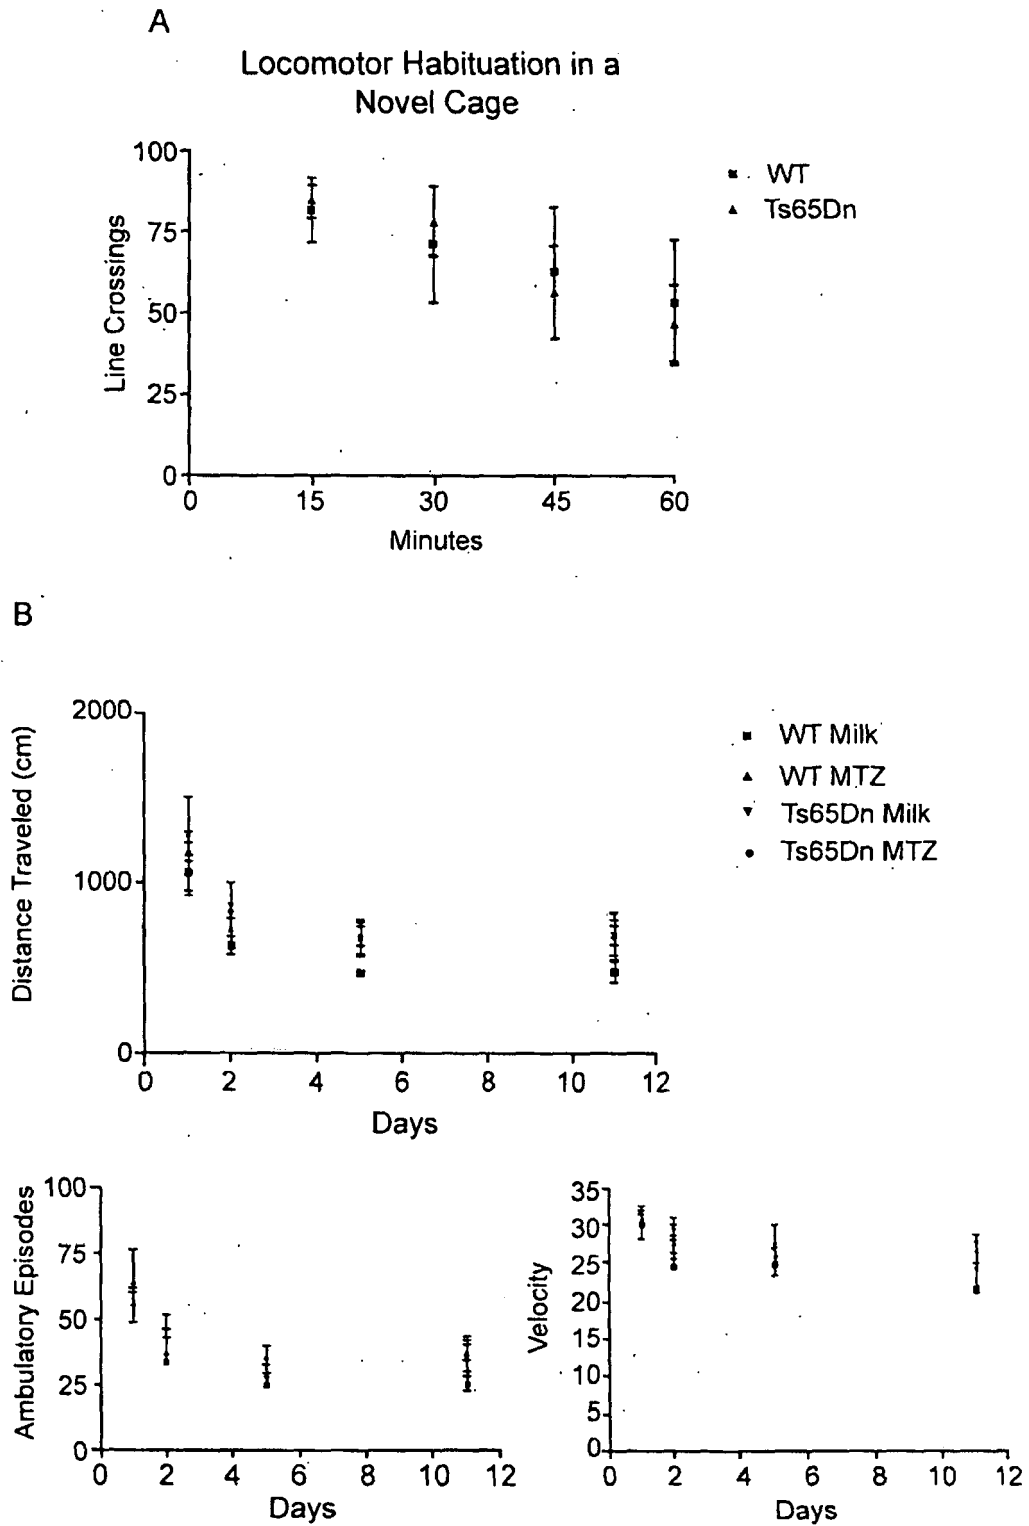 A
Locomotor Habituation in a
Novel Cage
Line Crossings
100
75
50
25
0
0 15 30 45 60
Minutes
WT
Ts65Dn
B
Distance Traveled (cm)
2000
1000
0
0 2 4 6 8 10 12
Days
WT Milk
WT MTZ
Ts65Dn Milk
Ts65Dn MTZ
Ambulatory Episodes
100
75
50
25
0
0 2 4 6 8 10 12
Days
Velocity
35
30
25
20
15
10
5
0
0 2 4 6 8 10 12
Days